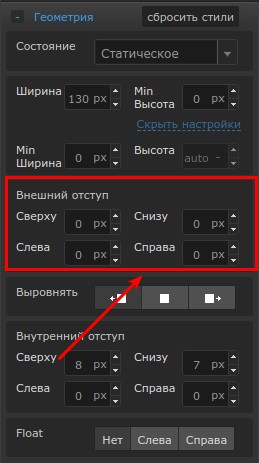 - Геометрия сбросить стили
Состояние Статическое
Ширина 130 px Min Высота 0 px
Скрыть настройки
Min Ширина 0 px Высота auto -
Внешний отступ
Сверху 0 px Снизу 0 px
Слева 0 px Справа 0 px
Выровнять
Внутренний отступ
Сверху 8 px Снизу 7 px
Слева 0 px Справа 0 px
Float Нет Слева Справа